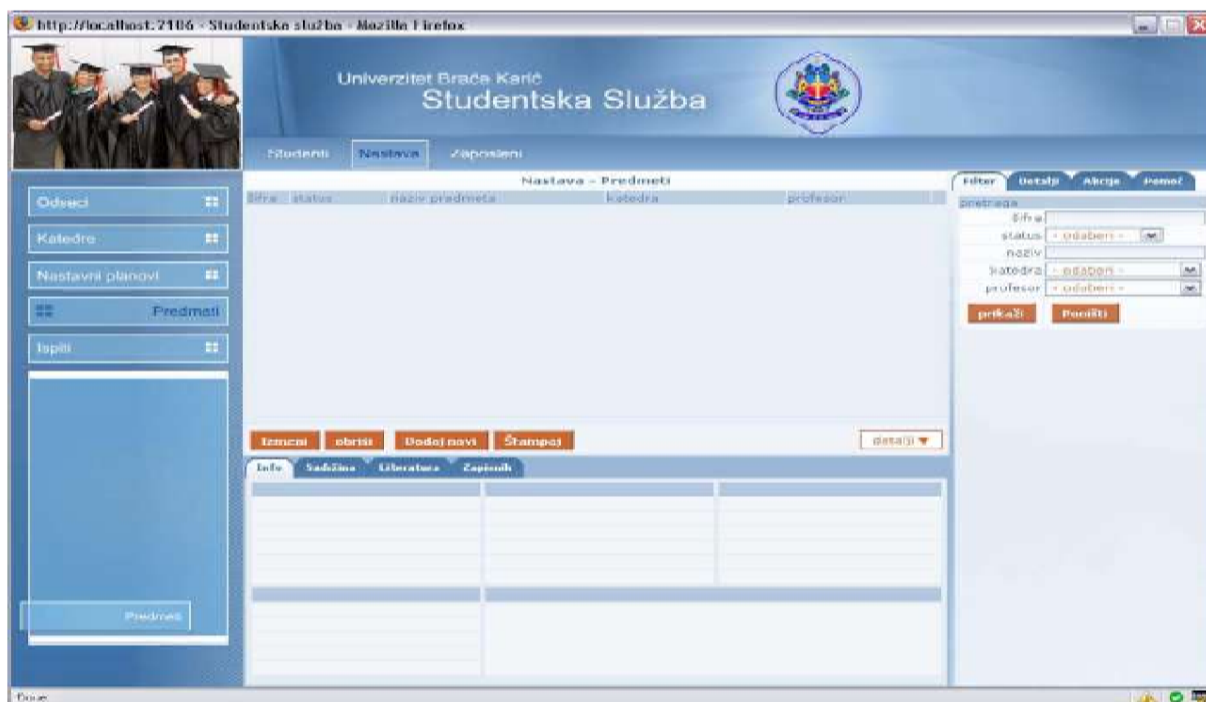 http://localhost:2106 - Studentska služba - Mozilla Firefox
Univerzitet Braće Karić
Studentska Služba
Studenti Nastava Zaposleni
Odseci
Katedre
Nastavni planovi
Predmeti
Ispiti
Predmeti
Nastava - Predmeti
šifra status naziv predmeta katedra profesor
Izmeni obriši Dodaj novi Štampaj detalji
Info Sadržina Literatura Zapisnik
Filter Detalji Akcije Pomoć
pretraga
šifra
status - odaberi -
naziv
katedra - odaberi -
profesor - odaberi -
prikaži Poništi
Done